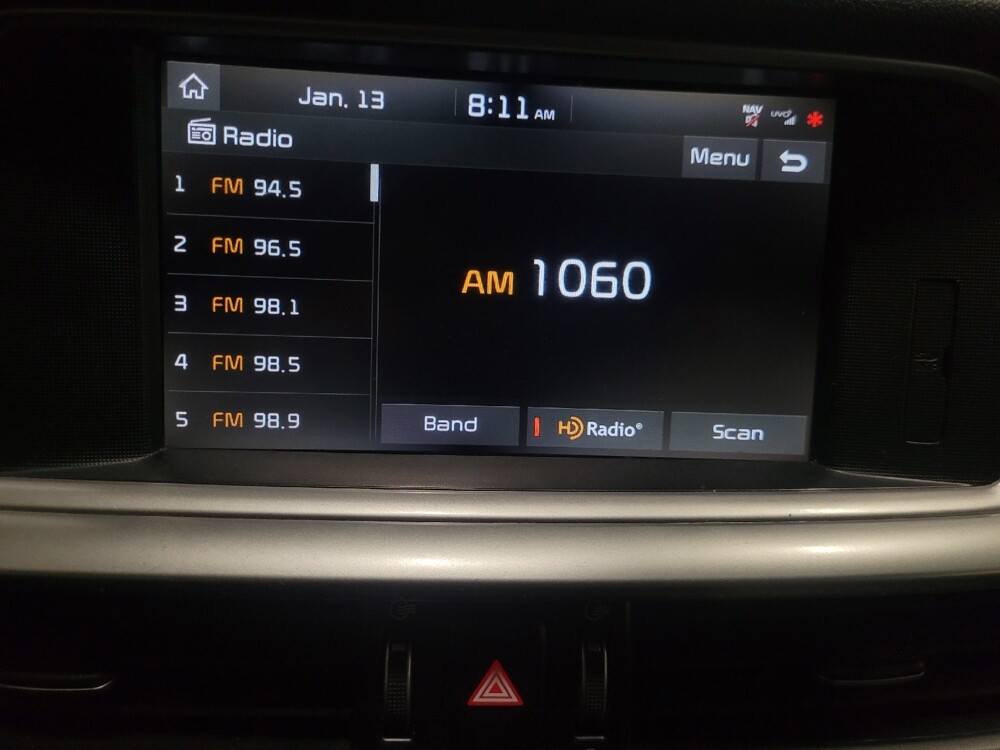 Jan. 13 8:11 AM NAV UVO
Radio
Menu
1 FM 94.5
2 FM 96.5
3 FM 98.1
4 FM 98.5
5 FM 98.9
AM 1060
Band HD Radio® Scan